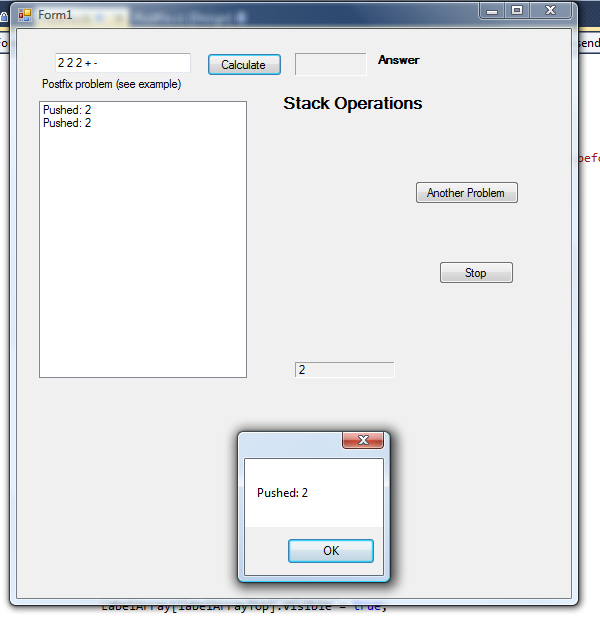 Form1
2 2 2 + -
Calculate
Answer
Postfix problem (see example)
Stack Operations
Pushed: 2
Pushed: 2
Another Problem
Stop
2
Pushed: 2
OK
LabelArray[labelArrayTop].Visible = true;